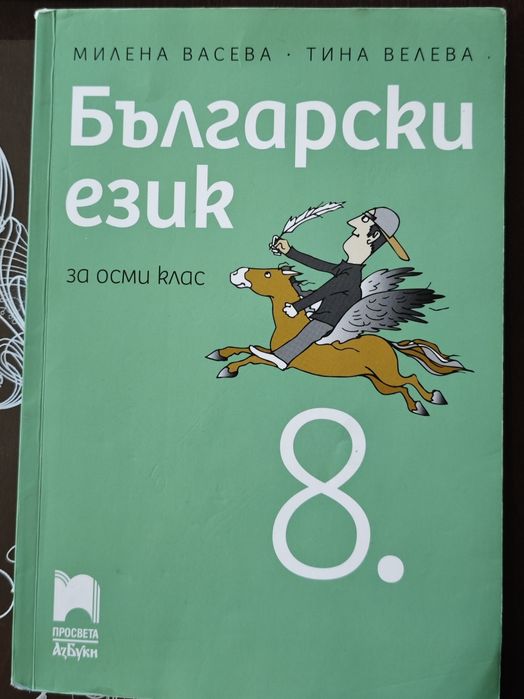 МИЛЕНА ВАСЕВА · ТИНА ВЕЛЕВА ·
Български
език
за осми клас
8.
ПРОСВЕТА
АзБуки